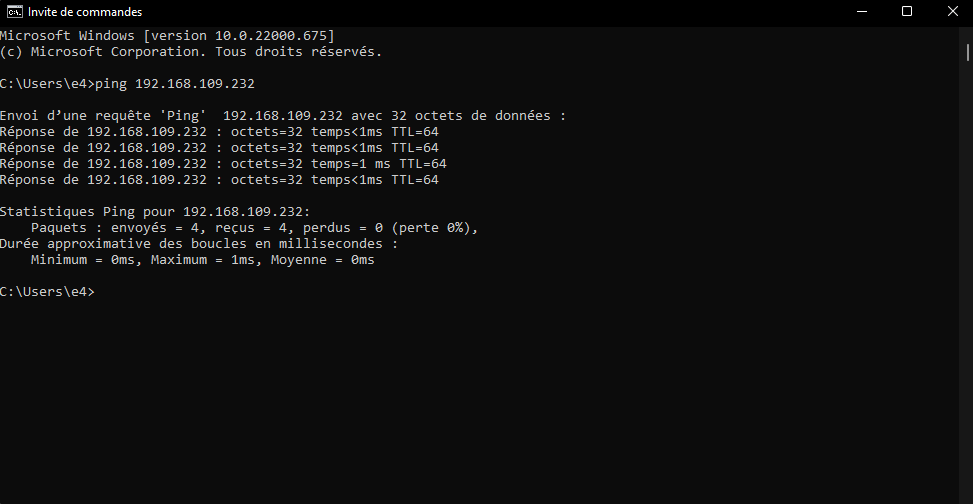 Invite de commandes
Microsoft Windows [version 10.0.22000.675]
(c) Microsoft Corporation. Tous droits réservés.
C:\Users\e4>ping 192.168.109.232
Envoi d’une requête 'Ping'  192.168.109.232 avec 32 octets de données :
Réponse de 192.168.109.232 : octets=32 temps<1ms TTL=64
Réponse de 192.168.109.232 : octets=32 temps<1ms TTL=64
Réponse de 192.168.109.232 : octets=32 temps=1 ms TTL=64
Réponse de 192.168.109.232 : octets=32 temps<1ms TTL=64
Statistiques Ping pour 192.168.109.232:
    Paquets : envoyés = 4, reçus = 4, perdus = 0 (perte 0%),
Durée approximative des boucles en millisecondes :
    Minimum = 0ms, Maximum = 1ms, Moyenne = 0ms
C:\Users\e4>